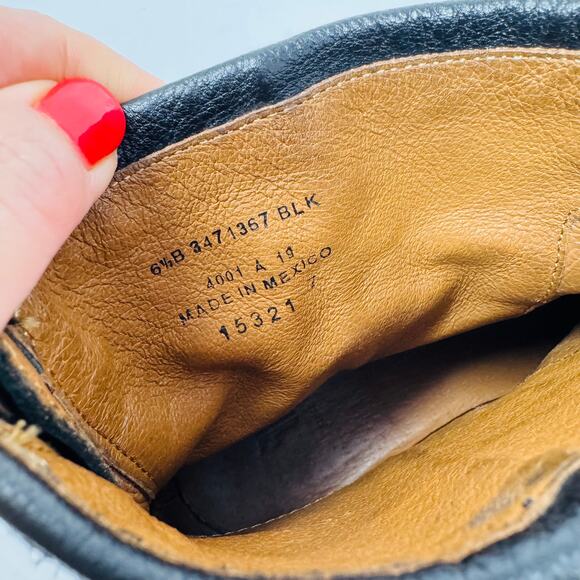 6½B 3471367 BLK
4001 A 19
MADE IN MEXICO
15321 7